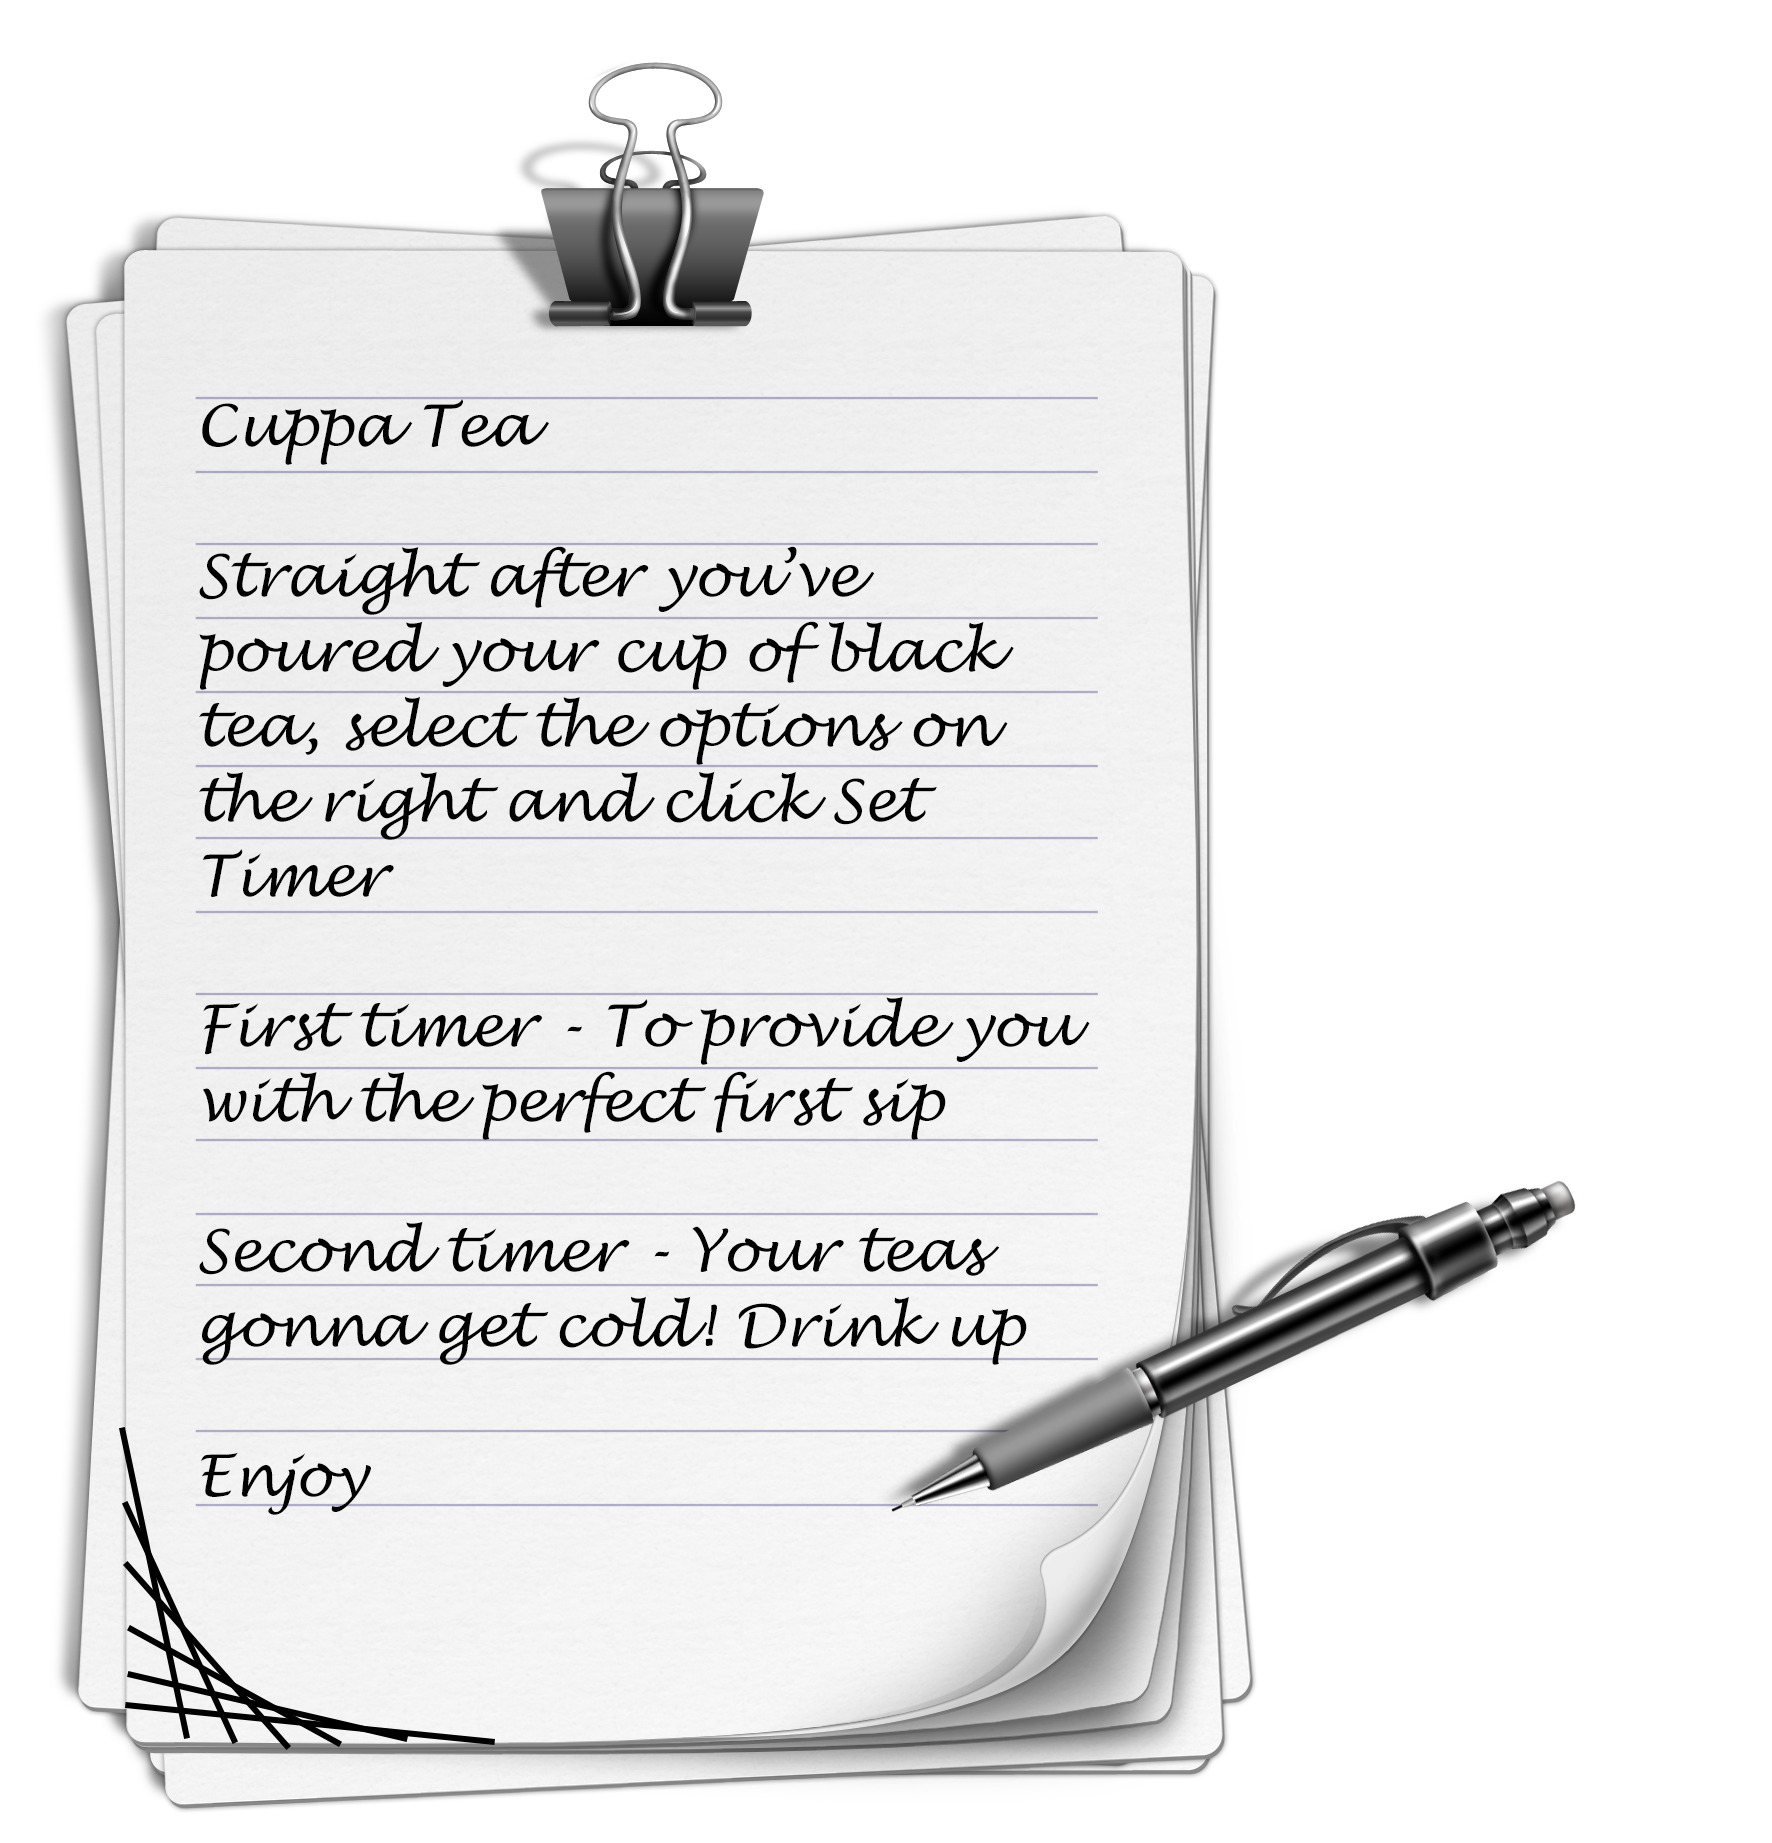 Cuppa Tea
Straight after you’ve
poured your cup of black
tea, select the options on
the right and click Set
Timer
First timer - To provide you
with the perfect first sip
Second timer - Your teas
gonna get cold! Drink up
Enjoy